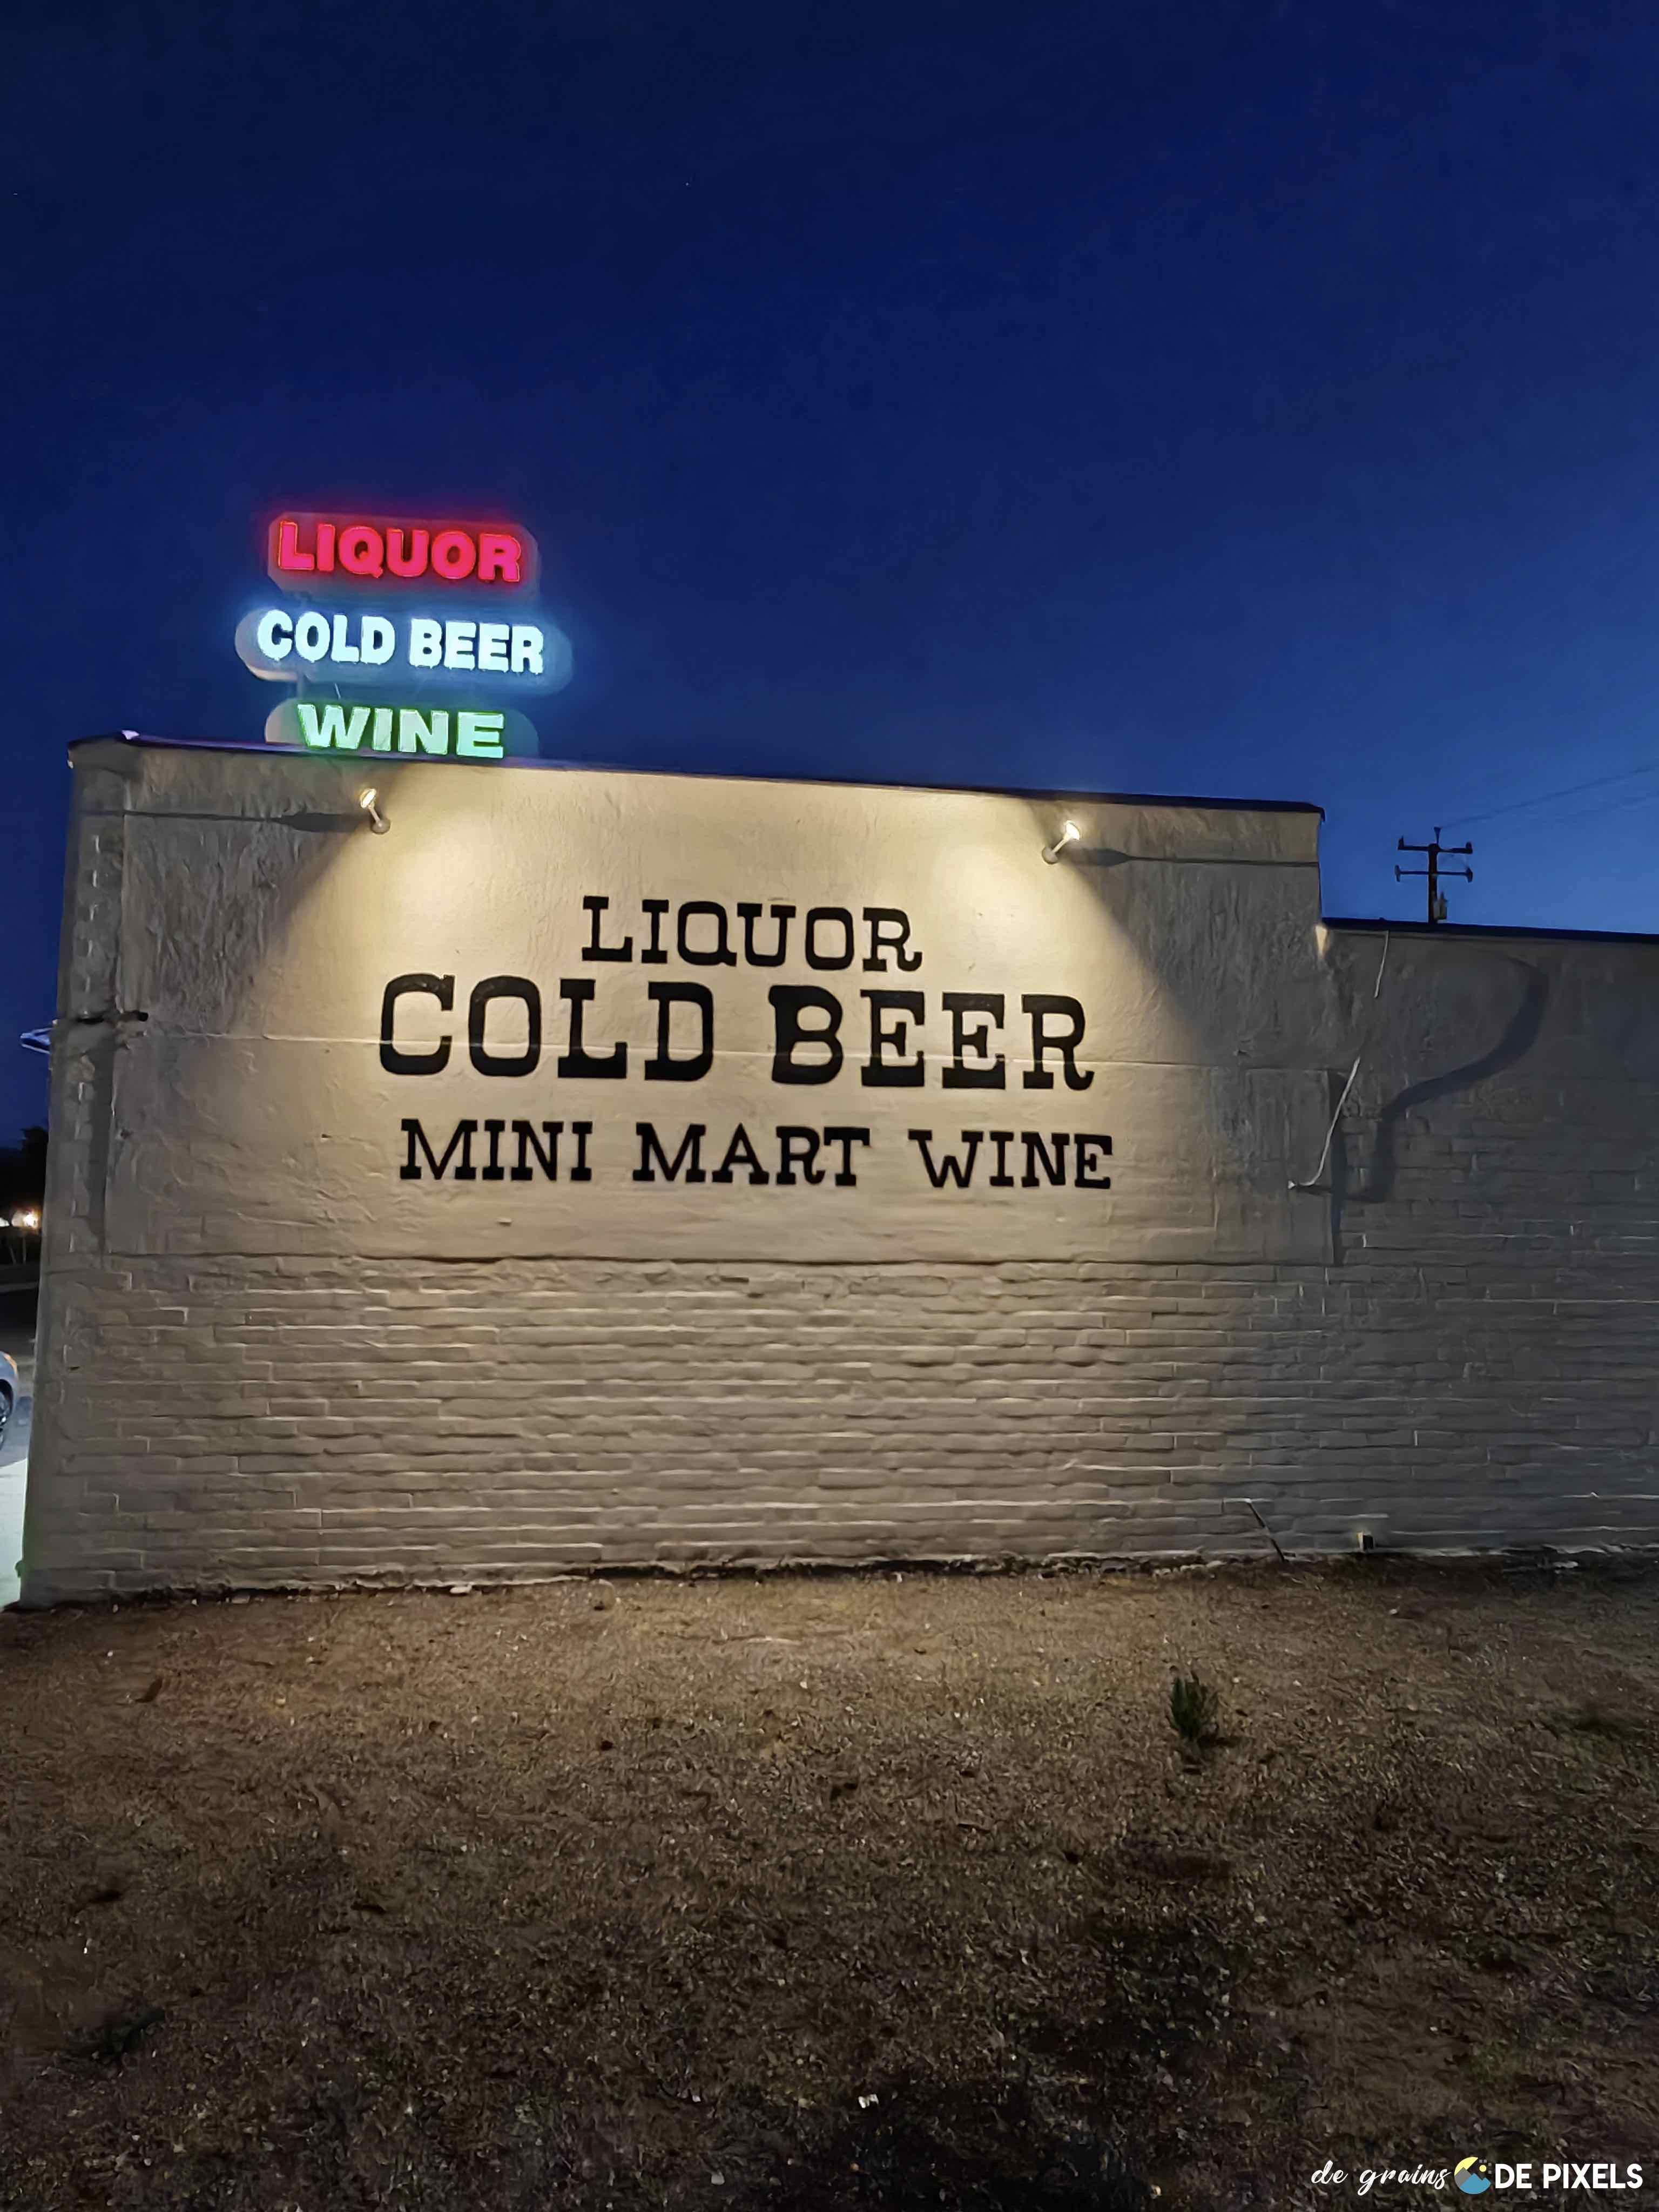 LIQUOR
COLD BEER
WINE
LIQUOR
COLD BEER
MINI MART WINE
de grains DE PIXELS